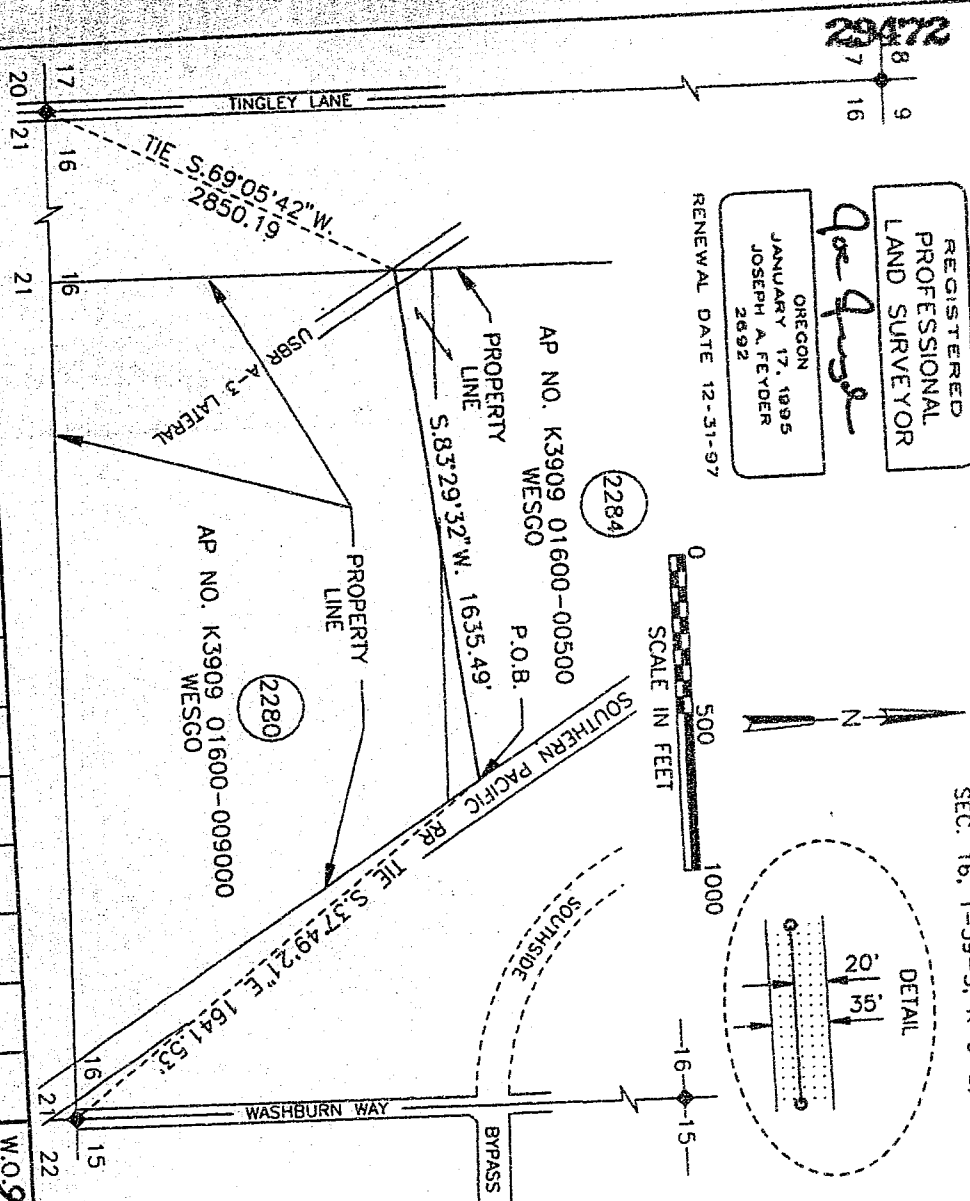 29472
8
9
7
16
REGISTERED
PROFESSIONAL
LAND SURVEYOR
OREGON
JANUARY 17, 1995
JOSEPH A. FEYDER
2692
RENEWAL DATE 12-31-97
TINGLEY LANE
17
16
20
21
TIE S.69°05'42"W.
2850.19
16
21
USBR A-3 LATERAL
PROPERTY
LINE
S.83°29'32"W. 1635.49'
AP NO. K3909 01600-00500
WESGO
2284
P.O.B.
0
500
1000
SCALE IN FEET
N
DETAIL
20'
35'
SOUTHERN PACIFIC RR
TIE S.37°49'21"E. 1641.53'
SOUTHSIDE
BYPASS
WASHBURN WAY
16
15
PROPERTY
LINE
2280
AP NO. K3909 01600-009000
WESGO
16
15
21
22
W.O.9